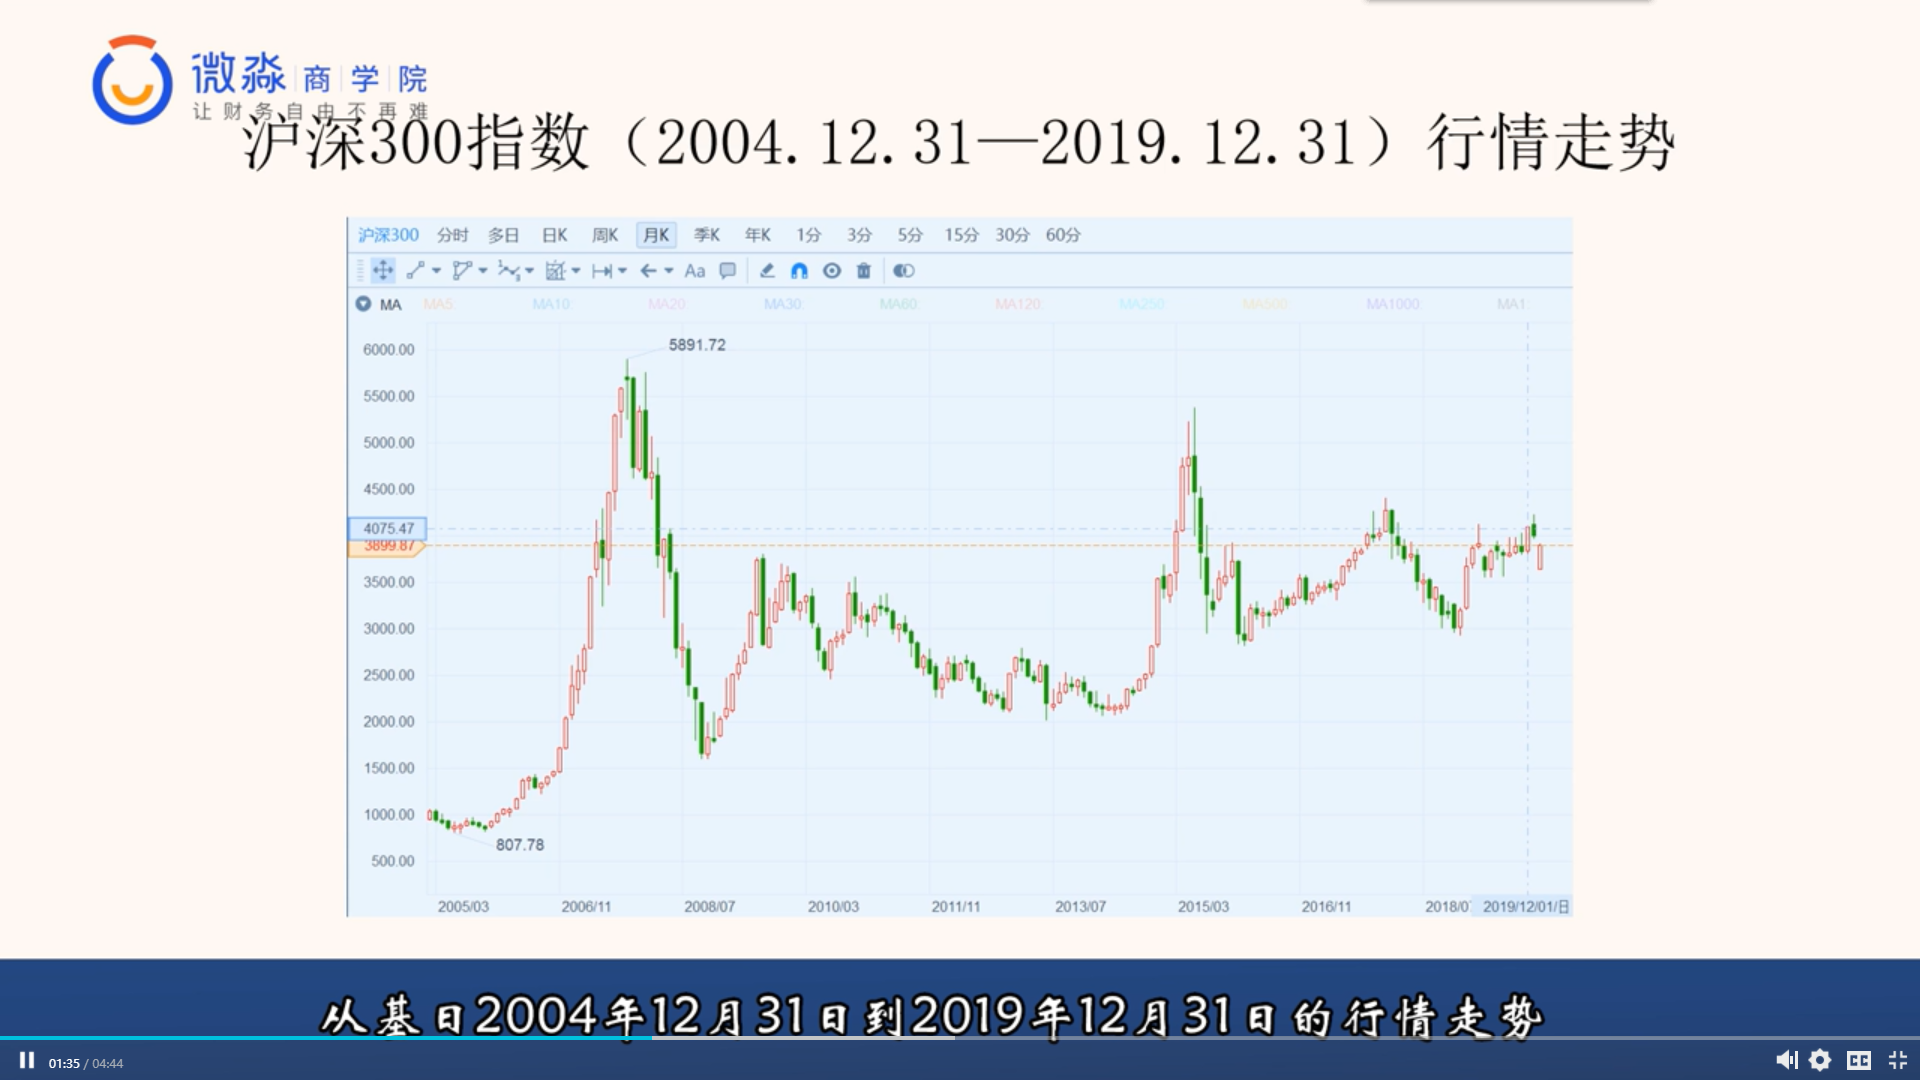 微淼 商 学 院
让财务自由不再难
沪深300指数（2004.12.31—2019.12.31）行情走势
沪深300 分时 多日 日K 周K 月K 季K 年K 1分 3分 5分 15分 30分 60分
Aa
MA MA5: MA10: MA20: MA30: MA60: MA120: MA250: MA500: MA1000: MA1:
5891.72
6000.00
5500.00
5000.00
4500.00
4075.47
3899.87
3500.00
3000.00
2500.00
2000.00
1500.00
1000.00
807.78
500.00
2005/03 2006/11 2008/07 2010/03 2011/11 2013/07 2015/03 2016/11 2018/07 2019/12/01/日
从基日2004年12月31日到2019年12月31日的行情走势
01:35 / 04:44
CC